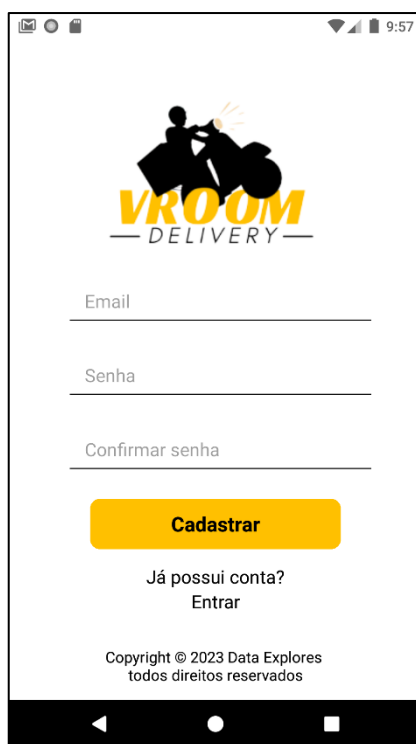 9:57
VROOM
DELIVERY
Email
Senha
Confirmar senha
Cadastrar
Já possui conta?
Entrar
Copyright © 2023 Data Explores
todos direitos reservados